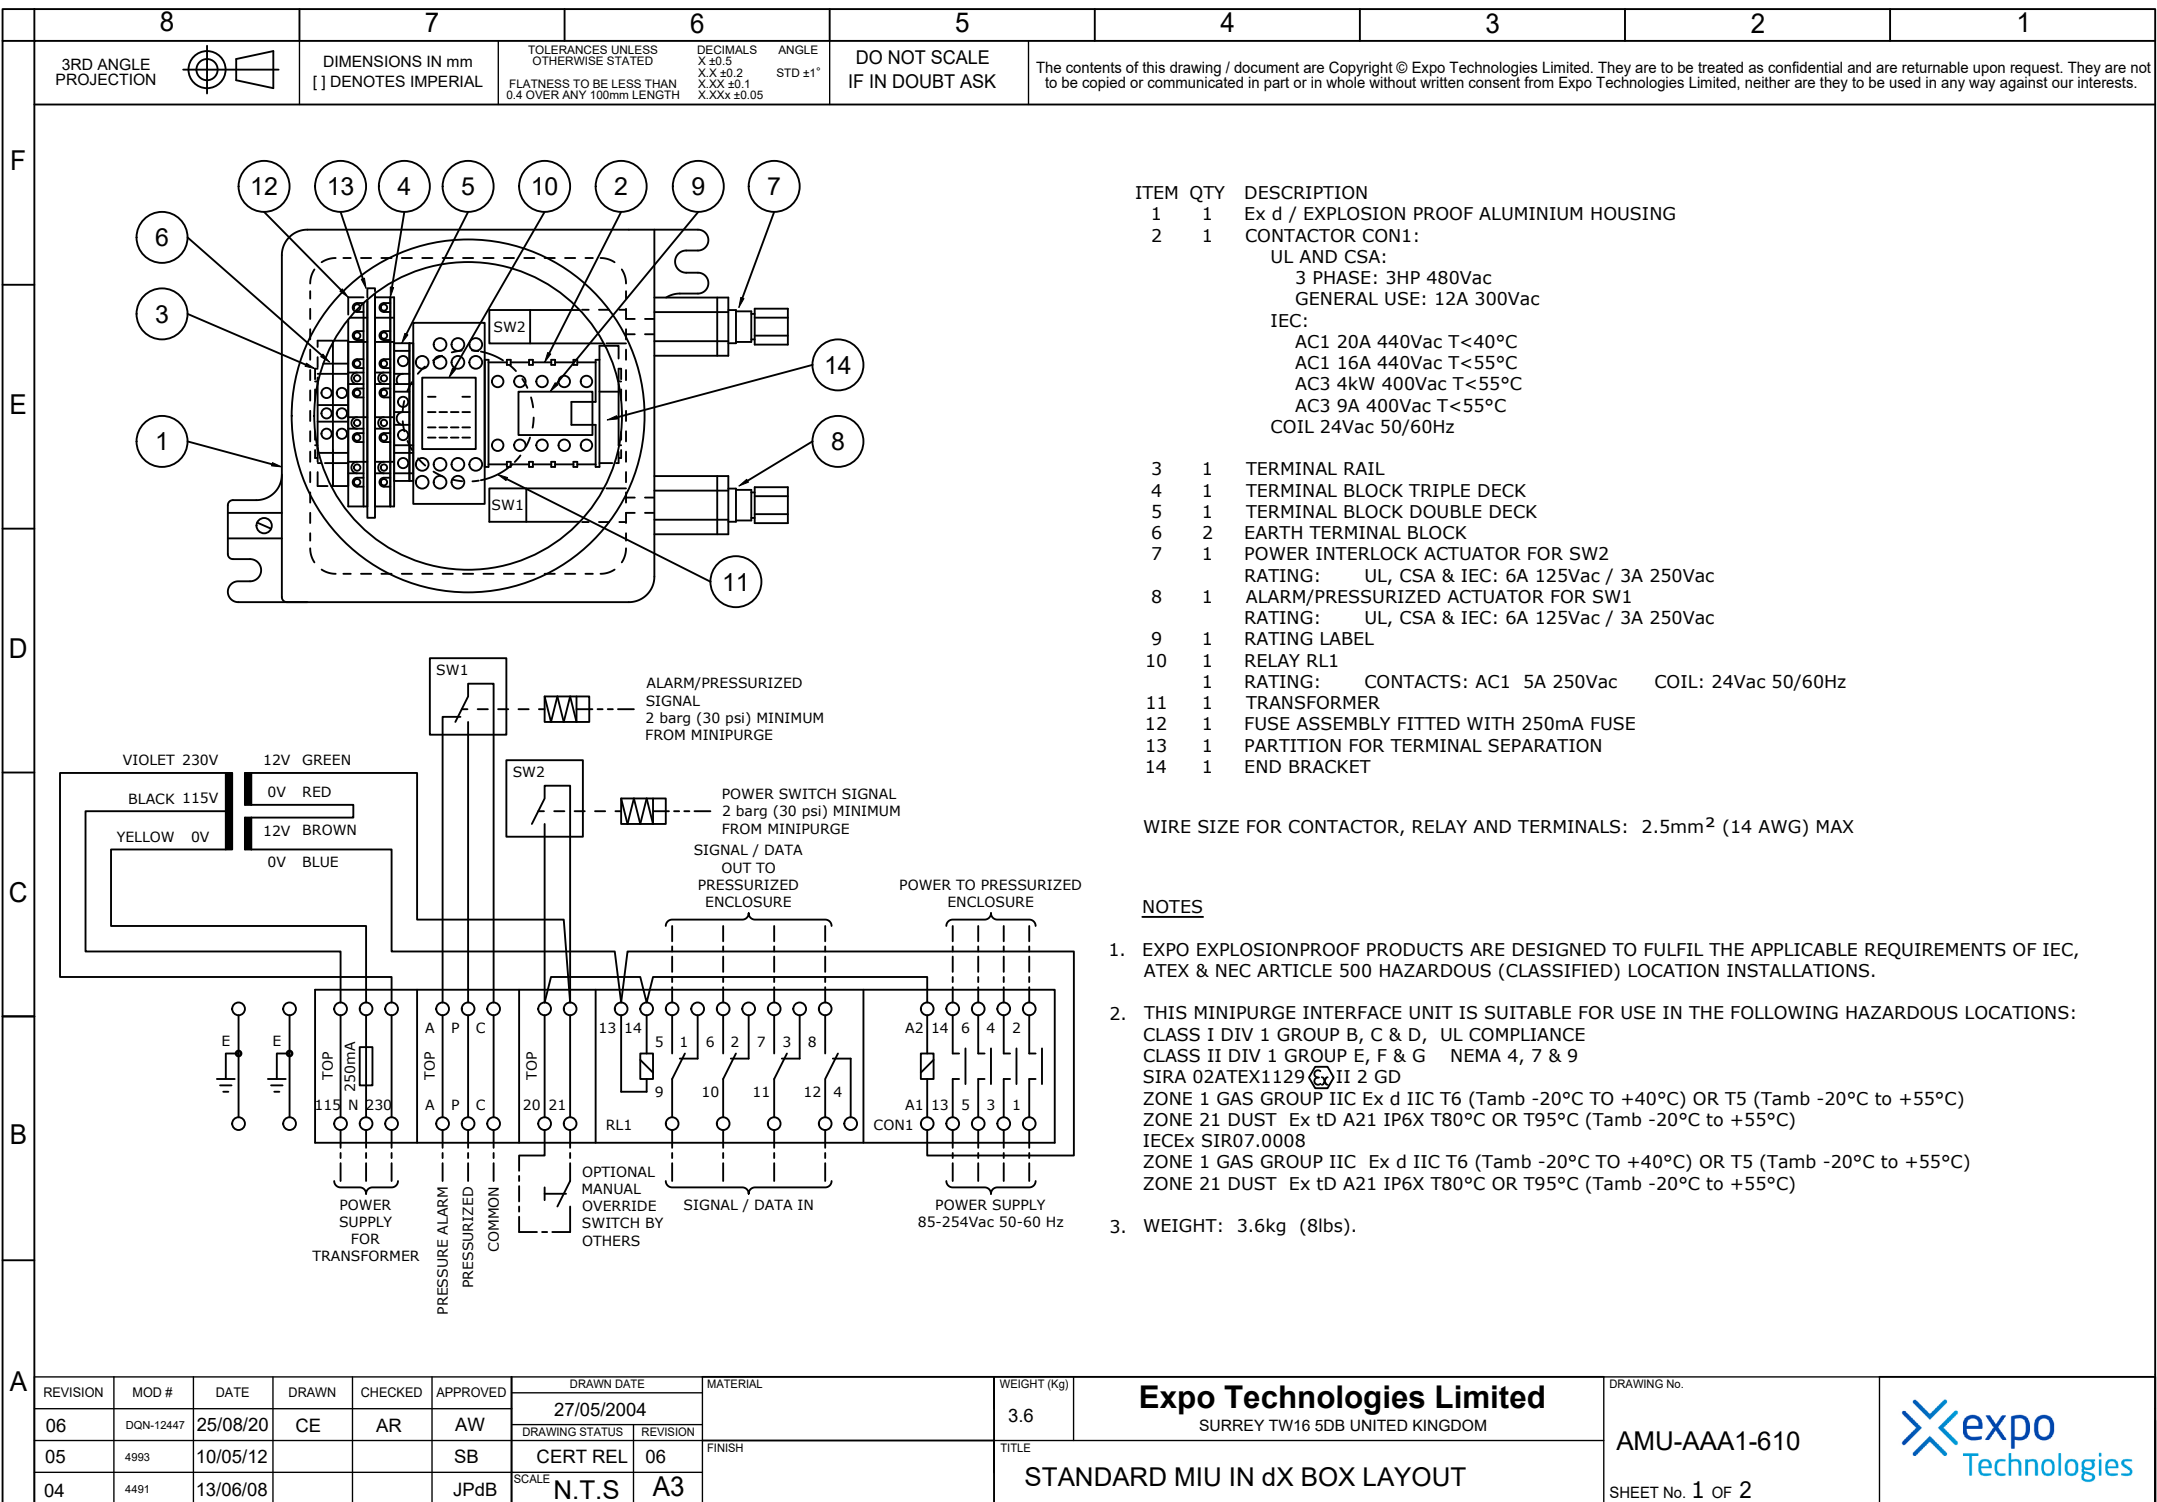 8 7 6 5 4 3 2 1
3RD ANGLE
PROJECTION
DIMENSIONS IN mm
[ ] DENOTES IMPERIAL
TOLERANCES UNLESS
OTHERWISE STATED
FLATNESS TO BE LESS THAN
0.4 OVER ANY 100mm LENGTH
DECIMALS
X ±0.5
X.X ±0.2
X.XX ±0.1
X.XXx ±0.05
ANGLE
STD ±1°
DO NOT SCALE
IF IN DOUBT ASK
The contents of this drawing / document are Copyright © Expo Technologies Limited. They are to be treated as confidential and are returnable upon request. They are not
to be copied or communicated in part or in whole without written consent from Expo Technologies Limited, neither are they to be used in any way against our interests.
F
E
D
C
B
A
12 13 4 5 10 2 9 7
6
3
1
14
8
11
SW2
SW1
ITEM QTY DESCRIPTION
1 1 Ex d / EXPLOSION PROOF ALUMINIUM HOUSING
2 1 CONTACTOR CON1:
UL AND CSA:
3 PHASE: 3HP 480Vac
GENERAL USE: 12A 300Vac
IEC:
AC1 20A 440Vac T<40°C
AC1 16A 440Vac T<55°C
AC3 4kW 400Vac T<55°C
AC3 9A 400Vac T<55°C
COIL 24Vac 50/60Hz
3 1 TERMINAL RAIL
4 1 TERMINAL BLOCK TRIPLE DECK
5 1 TERMINAL BLOCK DOUBLE DECK
6 2 EARTH TERMINAL BLOCK
7 1 POWER INTERLOCK ACTUATOR FOR SW2
RATING: UL, CSA & IEC: 6A 125Vac / 3A 250Vac
8 1 ALARM/PRESSURIZED ACTUATOR FOR SW1
RATING: UL, CSA & IEC: 6A 125Vac / 3A 250Vac
9 1 RATING LABEL
10 1 RELAY RL1
1 RATING: CONTACTS: AC1 5A 250Vac COIL: 24Vac 50/60Hz
11 1 TRANSFORMER
12 1 FUSE ASSEMBLY FITTED WITH 250mA FUSE
13 1 PARTITION FOR TERMINAL SEPARATION
14 1 END BRACKET
WIRE SIZE FOR CONTACTOR, RELAY AND TERMINALS: 2.5mm² (14 AWG) MAX
NOTES
1. EXPO EXPLOSIONPROOF PRODUCTS ARE DESIGNED TO FULFIL THE APPLICABLE REQUIREMENTS OF IEC,
ATEX & NEC ARTICLE 500 HAZARDOUS (CLASSIFIED) LOCATION INSTALLATIONS.
2. THIS MINIPURGE INTERFACE UNIT IS SUITABLE FOR USE IN THE FOLLOWING HAZARDOUS LOCATIONS:
CLASS I DIV 1 GROUP B, C & D, UL COMPLIANCE
CLASS II DIV 1 GROUP E, F & G NEMA 4, 7 & 9
SIRA 02ATEX1129 Ex II 2 GD
ZONE 1 GAS GROUP IIC Ex d IIC T6 (Tamb -20°C TO +40°C) OR T5 (Tamb -20°C to +55°C)
ZONE 21 DUST Ex tD A21 IP6X T80°C OR T95°C (Tamb -20°C to +55°C)
IECEx SIR07.0008
ZONE 1 GAS GROUP IIC Ex d IIC T6 (Tamb -20°C TO +40°C) OR T5 (Tamb -20°C to +55°C)
ZONE 21 DUST Ex tD A21 IP6X T80°C OR T95°C (Tamb -20°C to +55°C)
3. WEIGHT: 3.6kg (8lbs).
SW1
ALARM/PRESSURIZED
SIGNAL
2 barg (30 psi) MINIMUM
FROM MINIPURGE
SW2
POWER SWITCH SIGNAL
2 barg (30 psi) MINIMUM
FROM MINIPURGE
VIOLET 230V
BLACK 115V
YELLOW 0V
12V GREEN
0V RED
12V BROWN
0V BLUE
SIGNAL / DATA
OUT TO
PRESSURIZED
ENCLOSURE
POWER TO PRESSURIZED
ENCLOSURE
E E
TOP
250mA
115 N 230
A P C
TOP
A P C
TOP
20 21
13 14
5 1 6 2 7 3 8
9 10 11 12 4
RL1
A2 14 6 4 2
A1 13 5 3 1
CON1
POWER
SUPPLY
FOR
TRANSFORMER
PRESSURE ALARM
PRESSURIZED
COMMON
OPTIONAL
MANUAL
OVERRIDE
SWITCH BY
OTHERS
SIGNAL / DATA IN
POWER SUPPLY
85-254Vac 50-60 Hz
REVISION MOD # DATE DRAWN CHECKED APPROVED
06 DQN-12447 25/08/20 CE AR AW
05 4993 10/05/12 SB
04 4491 13/06/08 JPdB
DRAWN DATE
27/05/2004
DRAWING STATUS REVISION
CERT REL 06
SCALE N.T.S A3
MATERIAL
FINISH
WEIGHT (Kg)
3.6
Expo Technologies Limited
SURREY TW16 5DB UNITED KINGDOM
TITLE
STANDARD MIU IN dX BOX LAYOUT
DRAWING No.
AMU-AAA1-610
SHEET No. 1 OF 2
expo
Technologies